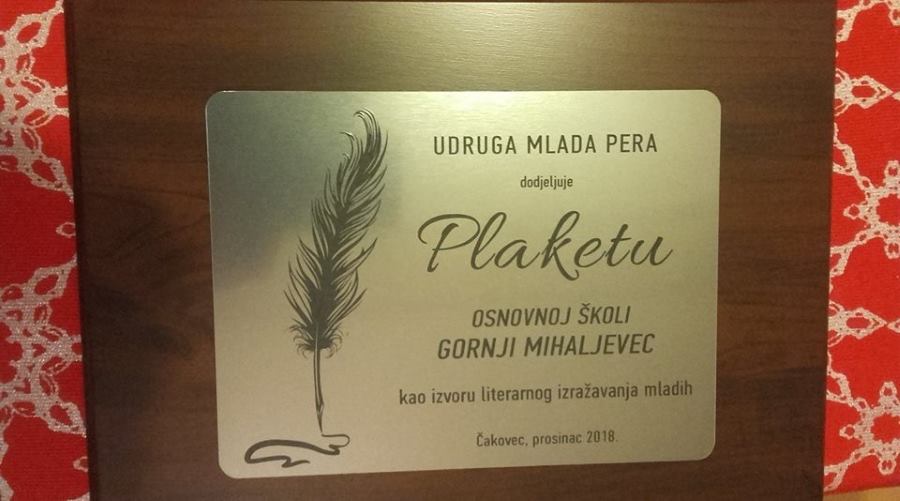 UDRUGA MLADA PERA
dodjeljuje
Plaketu
OSNOVNOJ ŠKOLI
GORNJI MIHALJEVEC
kao izvoru literarnog izražavanja mladih
Čakovec, prosinac 2018.